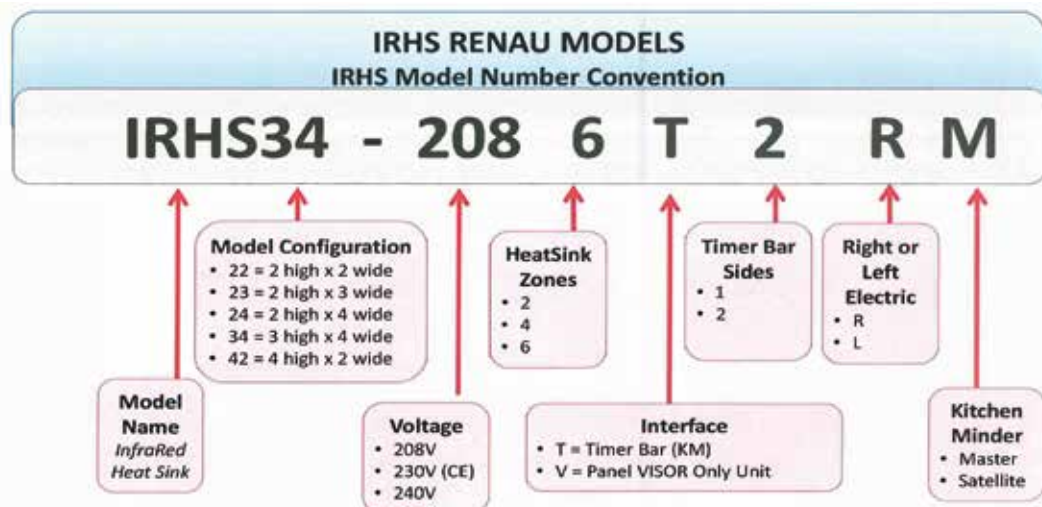 IRHS RENAU MODELS
IRHS Model Number Convention
IRHS34 - 208 6 T 2 R M
Model Configuration
• 22 = 2 high x 2 wide
• 23 = 2 high x 3 wide
• 24 = 2 high x 4 wide
• 34 = 3 high x 4 wide
• 42 = 4 high x 2 wide
HeatSink
Zones
• 2
• 4
• 6
Timer Bar
Sides
• 1
• 2
Right or
Left
Electric
• R
• L
Model
Name
InfraRed
Heat Sink
Voltage
• 208V
• 230V (CE)
• 240V
Interface
• T = Timer Bar (KM)
• V = Panel VISOR Only Unit
Kitchen
Minder
• Master
• Satellite